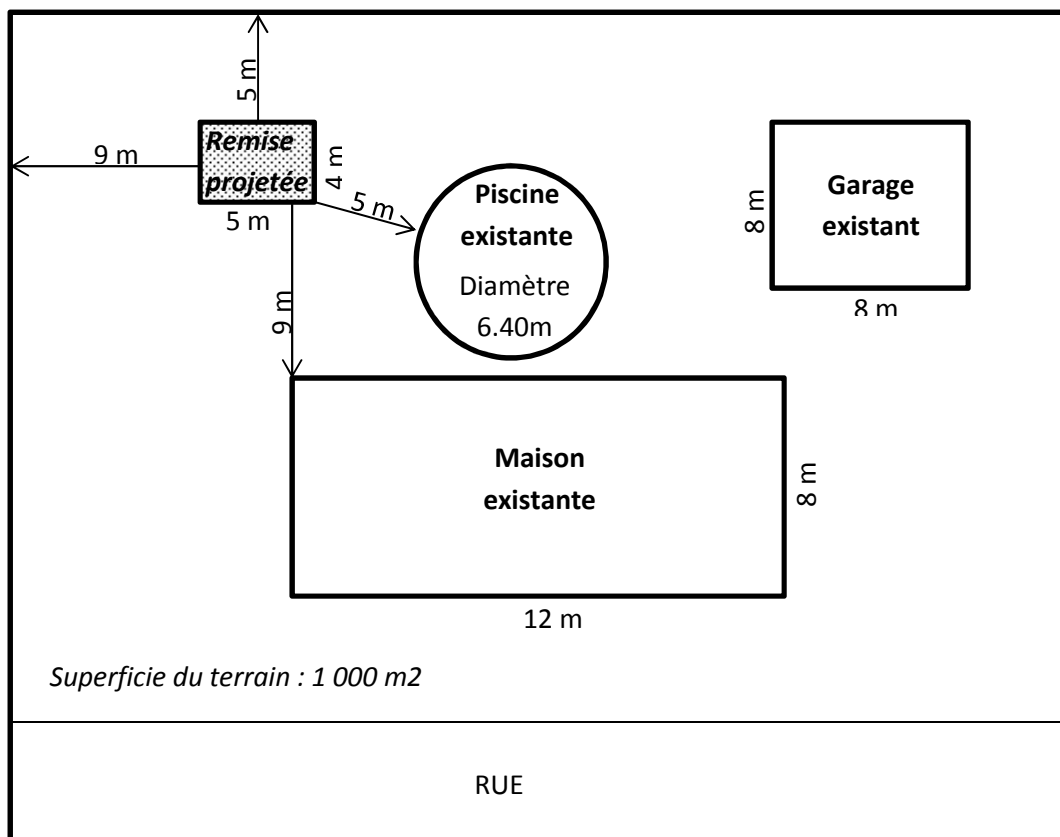 5 m
9 m
Remise
projetée
4 m
5 m
5 m
9 m
Piscine
existante
Diamètre
6.40m
Garage
existant
8 m
8 m
Maison
existante
8 m
12 m
Superficie du terrain : 1 000 m2
RUE